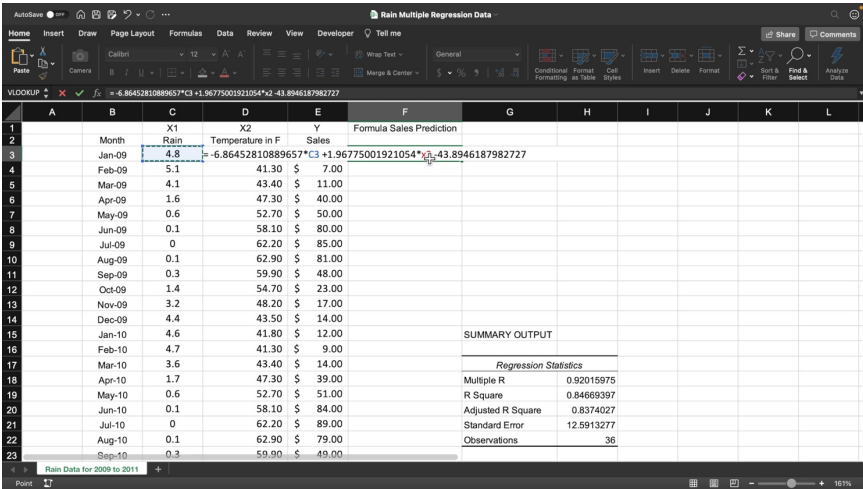 AutoSave OFF Rain Multiple Regression Data
Home Insert Draw Page Layout Formulas Data Review View Developer Tell me Share Comments
Paste Camera Calibri 12 Wrap Text General Merge & Center Conditional Formatting Format as Table Cell Styles Insert Delete Format Sort & Filter Find & Select Analyze Data
VLOOKUP fx = -6.86452810889657*C3 +1.96775001921054*x2 -43.8946187982727
A B C D E F G H I J K L
1 X1 X2 Y Formula Sales Prediction
2 Month Rain Temperature in F Sales
3 Jan-09 4.8 = -6.86452810889657*C3 +1.96775001921054*x2 -43.8946187982727
4 Feb-09 5.1 41.30 $ 7.00
5 Mar-09 4.1 43.40 $ 11.00
6 Apr-09 1.6 47.30 $ 40.00
7 May-09 0.6 52.70 $ 50.00
8 Jun-09 0.1 58.10 $ 80.00
9 Jul-09 0 62.20 $ 85.00
10 Aug-09 0.1 62.90 $ 81.00
11 Sep-09 0.3 59.90 $ 48.00
12 Oct-09 1.4 54.70 $ 23.00
13 Nov-09 3.2 48.20 $ 17.00
14 Dec-09 4.4 43.50 $ 14.00
15 Jan-10 4.6 41.80 $ 12.00 SUMMARY OUTPUT
16 Feb-10 4.7 41.30 $ 9.00
17 Mar-10 3.6 43.40 $ 14.00 Regression Statistics
18 Apr-10 1.7 47.30 $ 39.00 Multiple R 0.92015975
19 May-10 0.6 52.70 $ 51.00 R Square 0.84669397
20 Jun-10 0.1 58.10 $ 84.00 Adjusted R Square 0.8374027
21 Jul-10 0 62.20 $ 89.00 Standard Error 12.5913277
22 Aug-10 0.1 62.90 $ 79.00 Observations 36
23 Sep-10 0.3 59.90 $ 49.00
Rain Data for 2009 to 2011 +
Point 161%